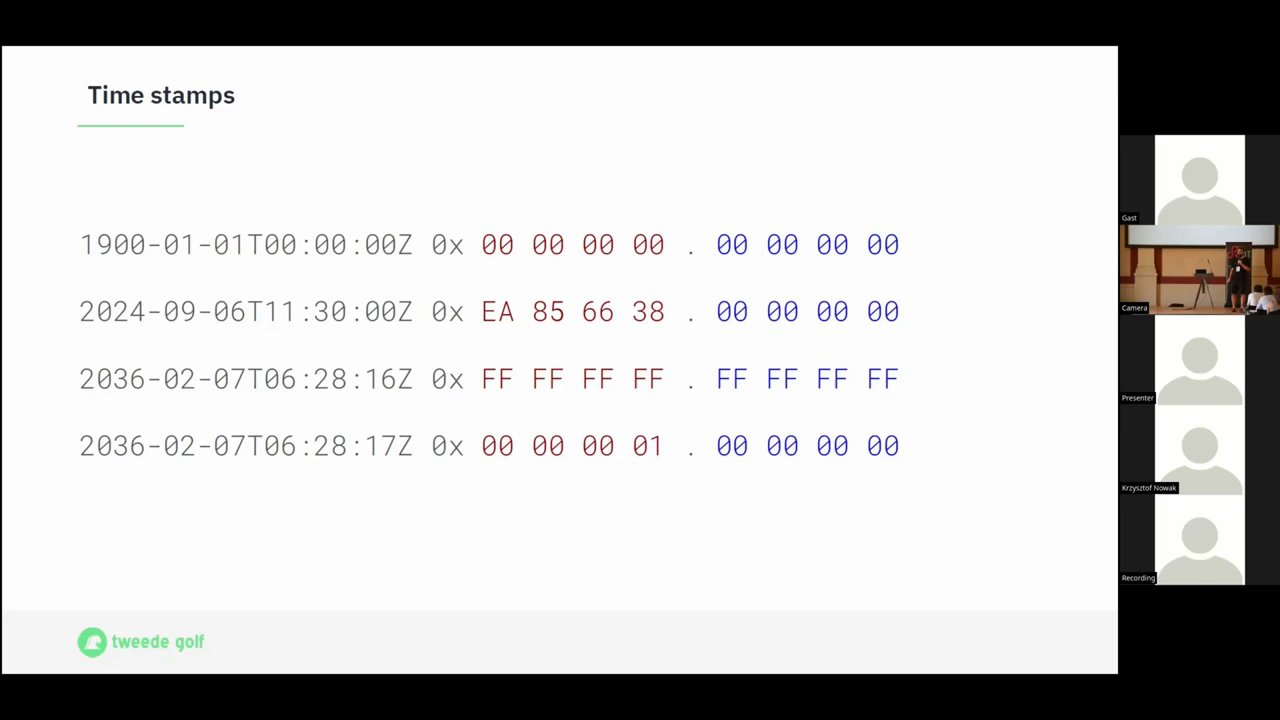 Time stamps
1900-01-01T00:00:00Z 0x 00 00 00 00 . 00 00 00 00
2024-09-06T11:30:00Z 0x EA 85 66 38 . 00 00 00 00
2036-02-07T06:28:16Z 0x FF FF FF FF . FF FF FF FF
2036-02-07T06:28:17Z 0x 00 00 00 01 . 00 00 00 00
tweede golf
Gast
Camera
Presenter
Krzysztof Nowak
Recording